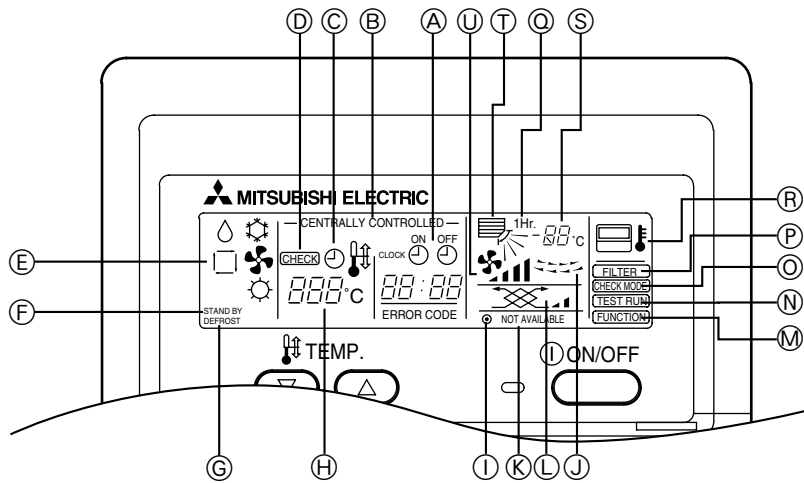 Ⓓ Ⓒ Ⓑ Ⓐ Ⓤ Ⓣ Ⓠ Ⓢ
MITSUBISHI ELECTRIC
CENTRALLY CONTROLLED
1Hr.
ON OFF
88 °C
CLOCK
CHECK
Ⓡ
Ⓔ
FILTER Ⓟ
CHECK MODE Ⓞ
888 °C
88:88
TEST RUN Ⓝ
Ⓕ STAND BY
DEFROST
ERROR CODE
NOT AVAILABLE
FUNCTION Ⓜ
TEMP.
Ⓘ ON/OFF
Ⓖ Ⓗ Ⓘ Ⓚ Ⓛ Ⓙ